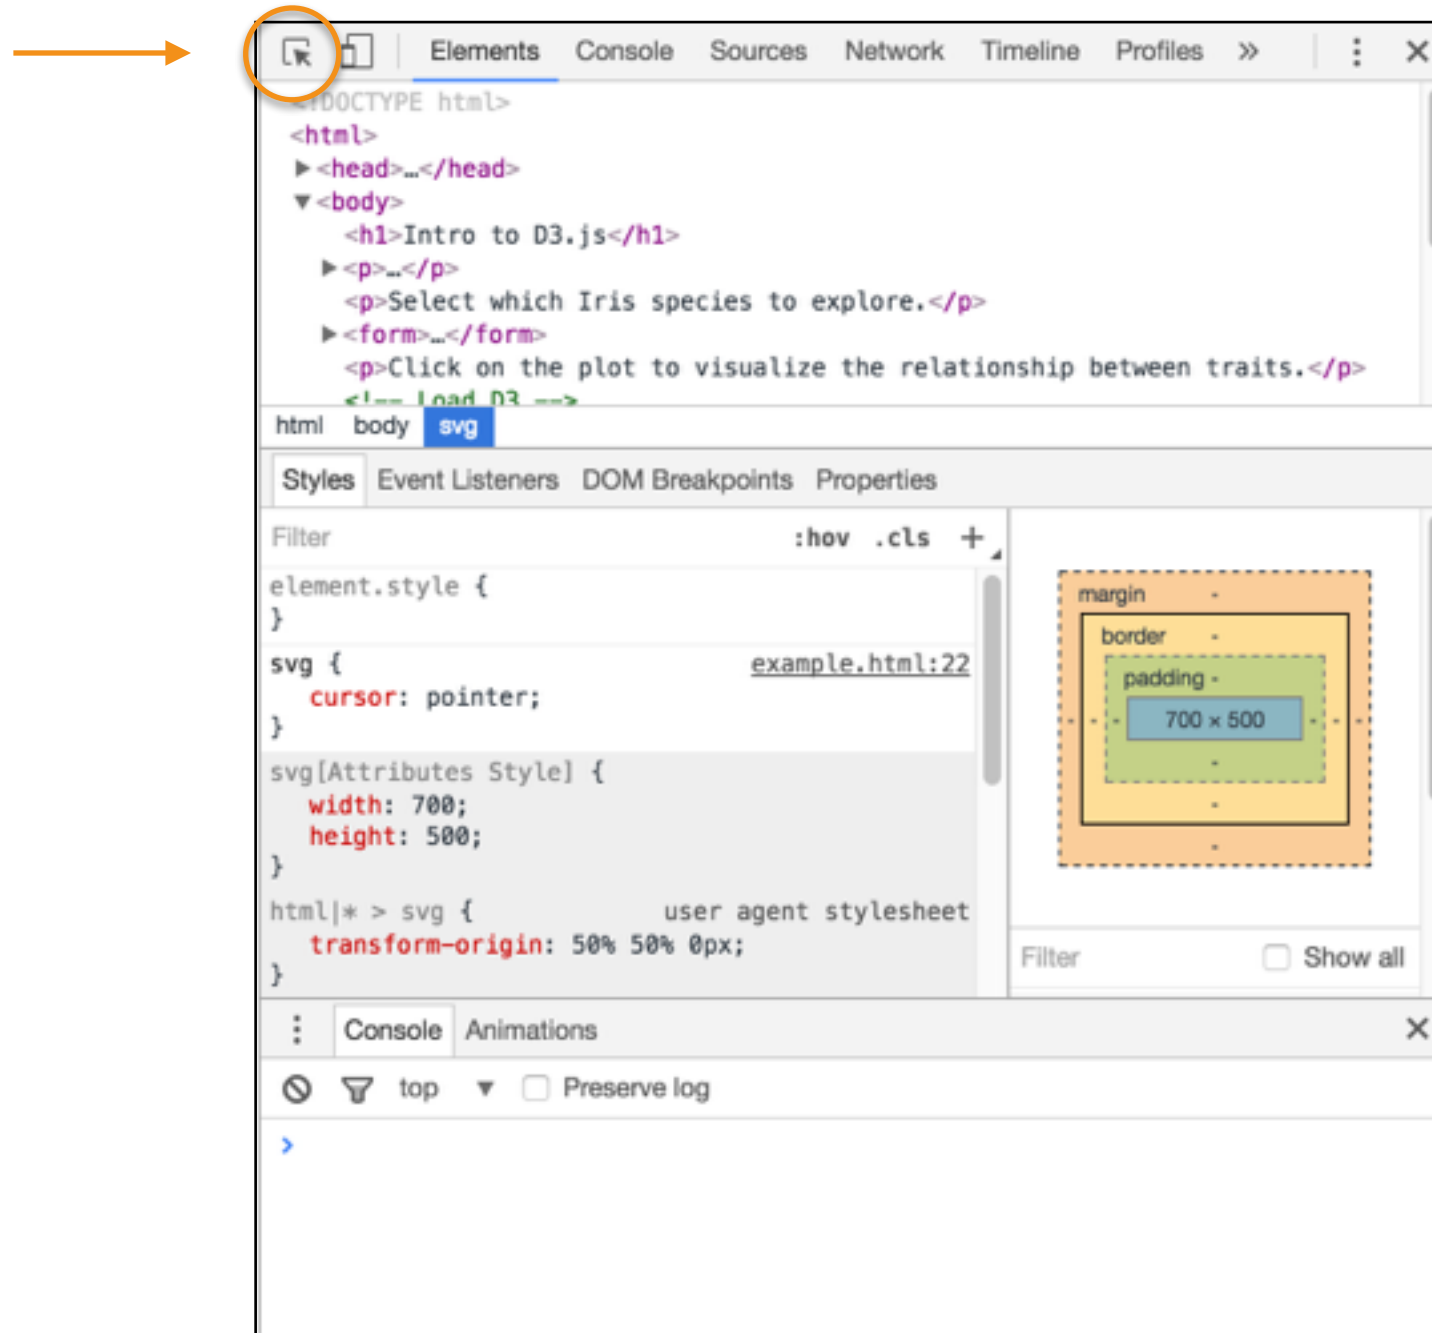 Elements Console Sources Network Timeline Profiles »
<!DOCTYPE html>
<html>
<head>…</head>
<body>
<h1>Intro to D3.js</h1>
<p>…</p>
<p>Select which Iris species to explore.</p>
<form>…</form>
<p>Click on the plot to visualize the relationship between traits.</p>
<!-- Load D3 -->
html body svg
Styles Event Listeners DOM Breakpoints Properties
Filter :hov .cls +
element.style {
}
svg { example.html:22
cursor: pointer;
}
svg[Attributes Style] {
width: 700;
height: 500;
}
html|* > svg { user agent stylesheet
transform-origin: 50% 50% 0px;
}
margin -
border -
padding -
- - - 700 × 500 - - -
-
-
-
Filter Show all
Console Animations
top Preserve log